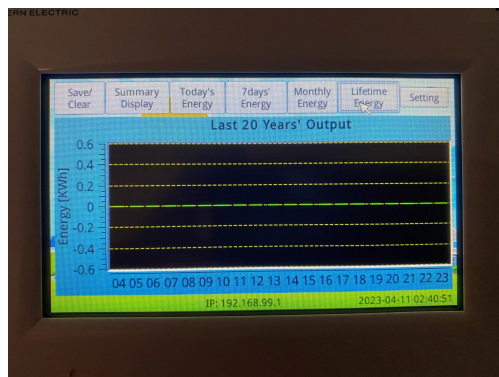 ERN ELECTRIC
Save/ Clear
Summary Display
Today's Energy
7days' Energy
Monthly Energy
Lifetime Energy
Setting
Last 20 Years' Output
Energy [KWh]
0.6
0.4
0.2
0
-0.2
-0.4
-0.6
04 05 06 07 08 09 10 11 12 13 14 15 16 17 18 19 20 21 22 23
IP: 192.168.99.1
2023-04-11 02:40:51